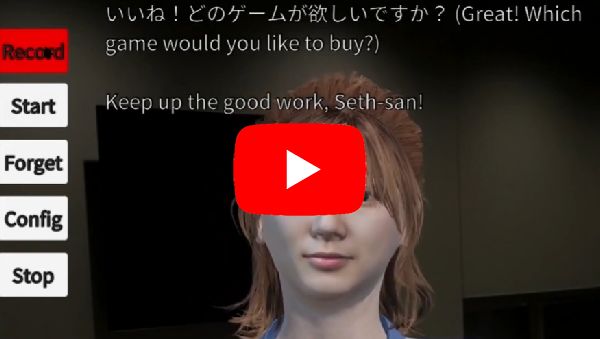 いいね！どのゲームが欲しいですか？ (Great! Which
game would you like to buy?)
Keep up the good work, Seth-san!
Record
Start
Forget
Config
Stop